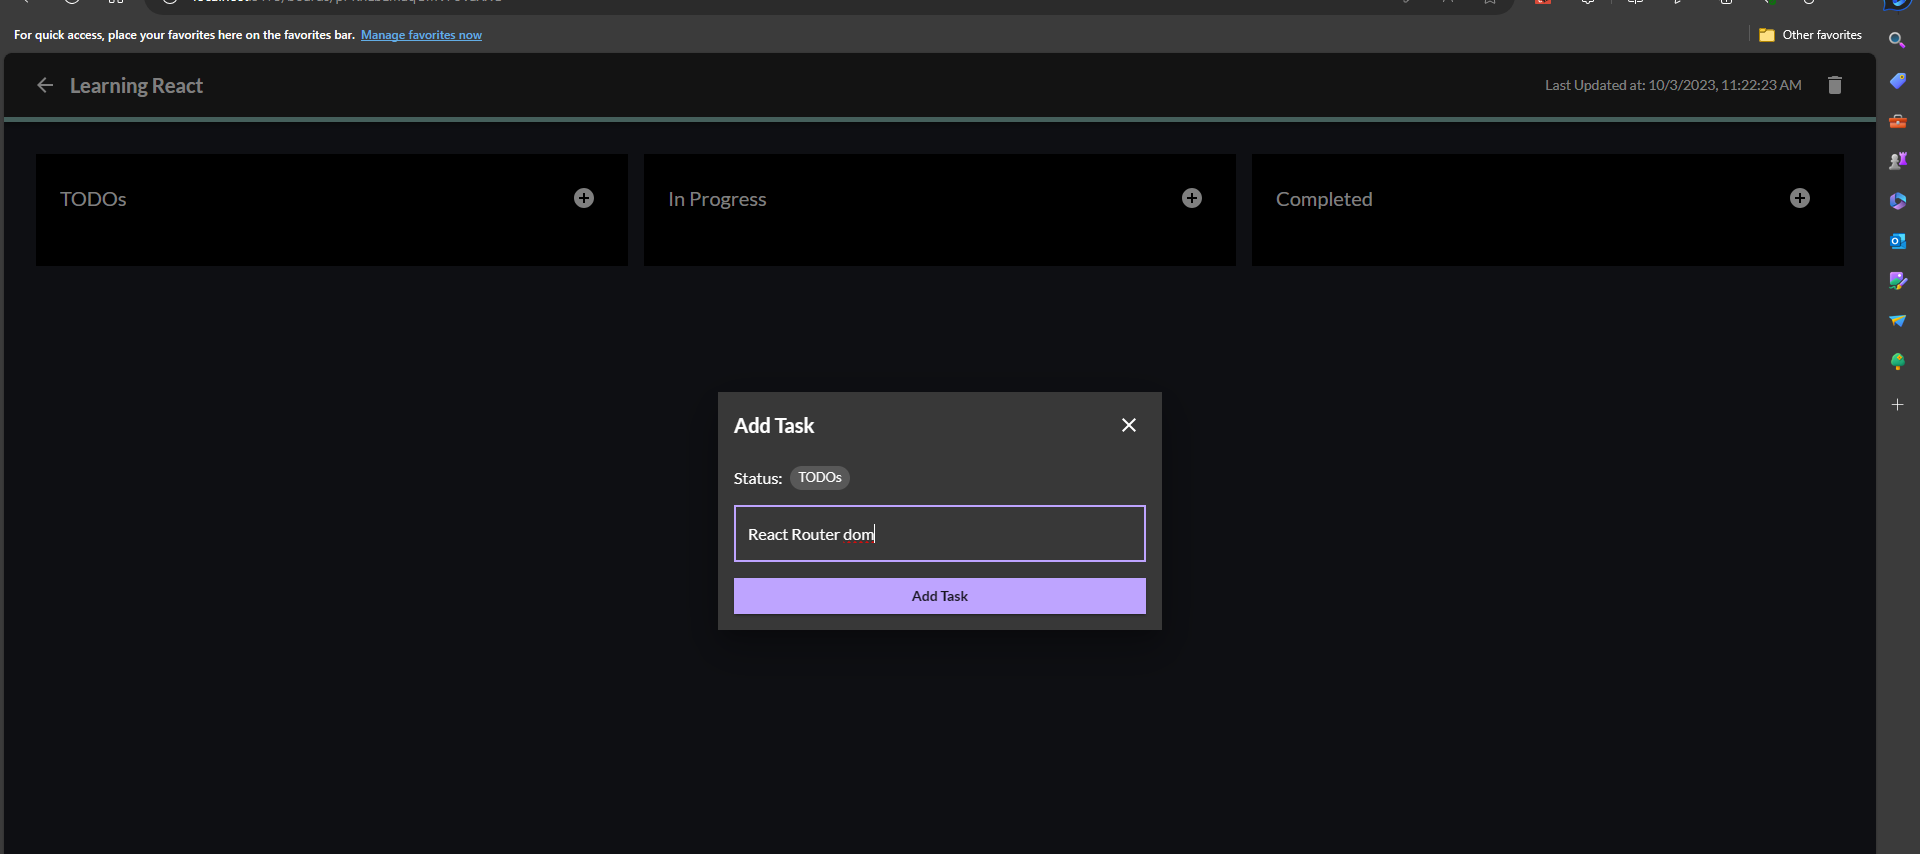 For quick access, place your favorites here on the favorites bar. Manage favorites now
Other favorites
Learning React
Last Updated at: 10/3/2023, 11:22:23 AM
TODOs
In Progress
Completed
Add Task
Status: TODOs
React Router dom
Add Task